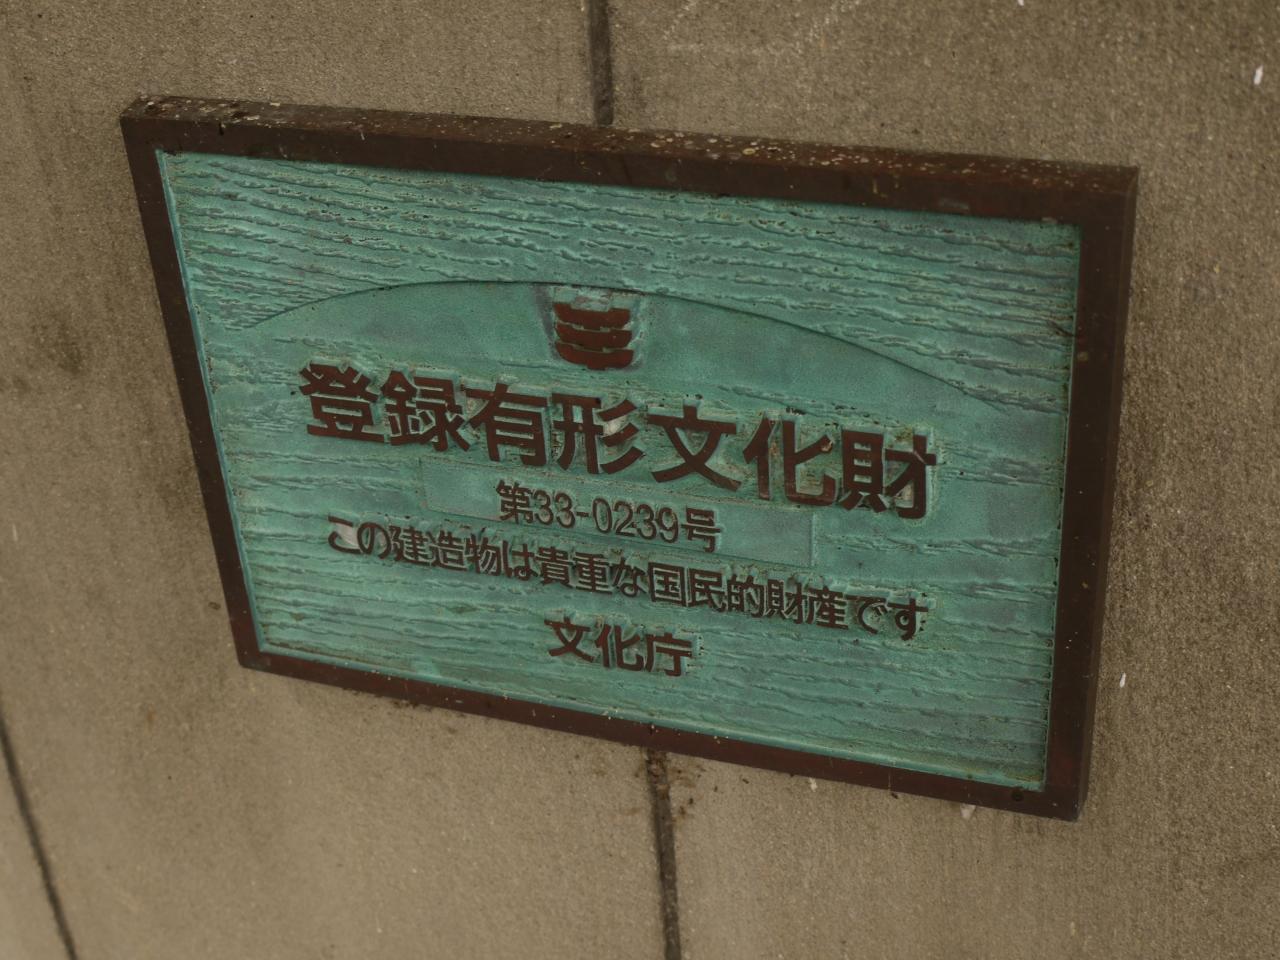 登録有形文化財
第33-0239号
この建造物は貴重な国民的財産です
文化庁